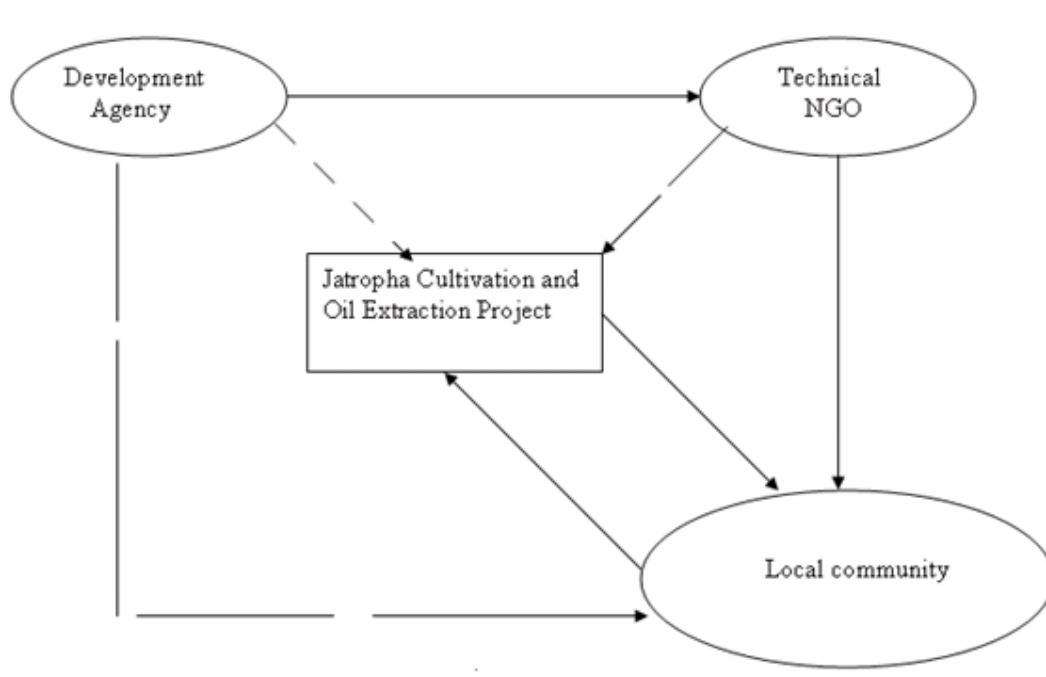 Development
Agency
Technical
NGO
Jatropha Cultivation and
Oil Extraction Project
Local community